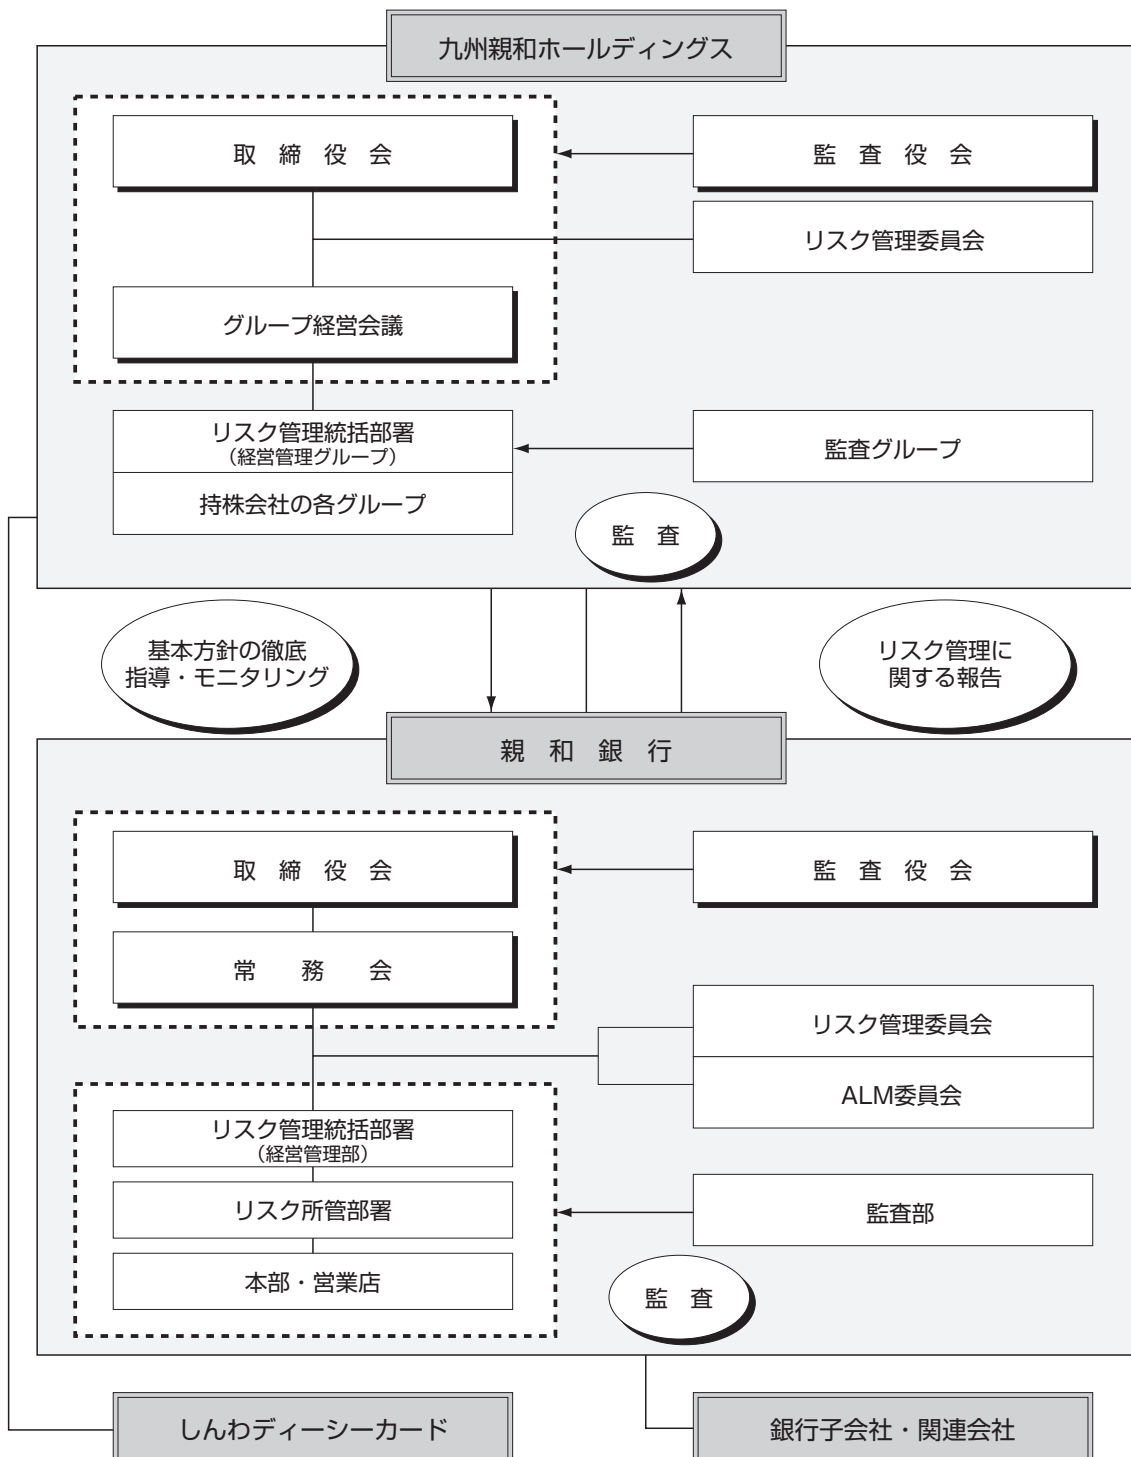 九州親和ホールディングス
取締役会
監査役会
リスク管理委員会
グループ経営会議
リスク管理統括部署
（経営管理グループ）
持株会社の各グループ
監査グループ
監査
基本方針の徹底
指導・モニタリング
リスク管理に
関する報告
親和銀行
取締役会
監査役会
常務会
リスク管理委員会
ALM委員会
リスク管理統括部署
（経営管理部）
リスク所管部署
本部・営業店
監査部
監査
しんわディーシーカード
銀行子会社・関連会社